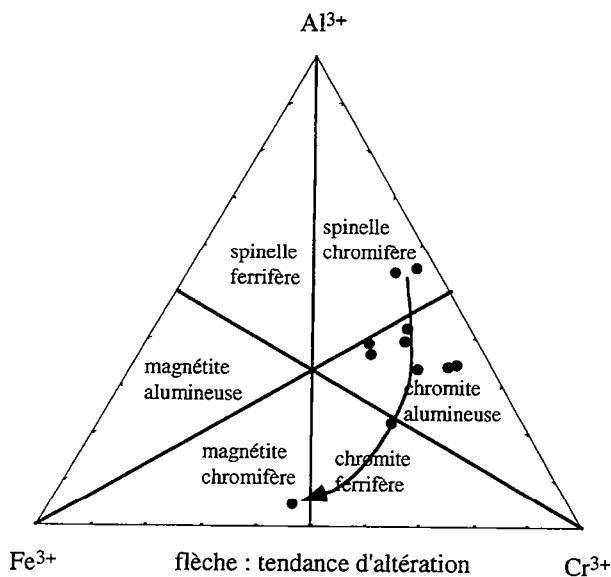 Al3+
spinelle
chromifère
spinelle
ferrifère
magnétite
alumineuse
chromite
alumineuse
magnétite
chromifère
chromite
ferrifère
Fe3+
flèche : tendance d'altération
Cr3+